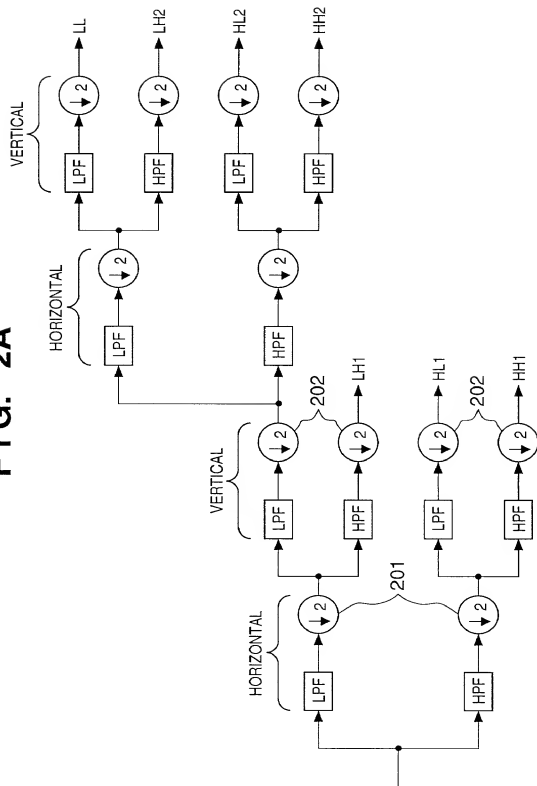 FIG. 2A
VERTICAL
LPF
2
LL
HORIZONTAL
LPF
2
HPF
2
LH2
LPF
2
HL2
HPF
2
HPF
2
HH2
VERTICAL
LPF
2
202
HORIZONTAL
LPF
2
HPF
2
LH1
201
LPF
2
HL1
202
HPF
2
HPF
2
HH1